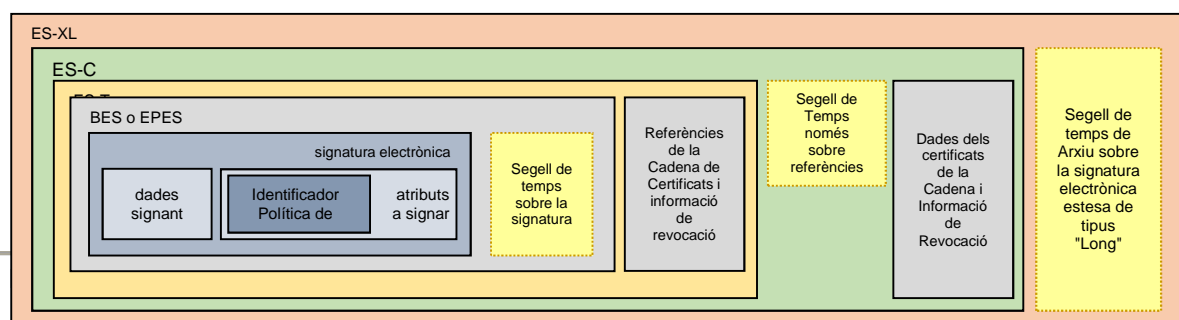 ES-XL
ES-C
BES o EPES
signatura electrònica
dades
signant
Identificador
Política de
atributs
a signar
Segell de
temps
sobre la
signatura
Referències
de la
Cadena de
Certificats i
informació
de
revocació
Segell de
Temps
només
sobre
referències
Dades dels
certificats
de la
Cadena i
Informació
de
Revocació
Segell de
temps de
Arxiu sobre
la signatura
electrònica
estesa de
tipus
"Long"